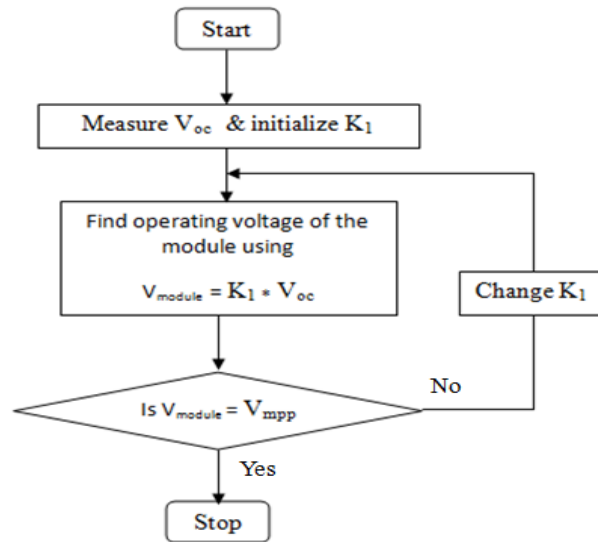 Start
Measure Voc & initialize K1
Find operating voltage of the
module using
Vmodule = K1 * Voc
Change K1
No
Is Vmodule = Vmpp
Yes
Stop